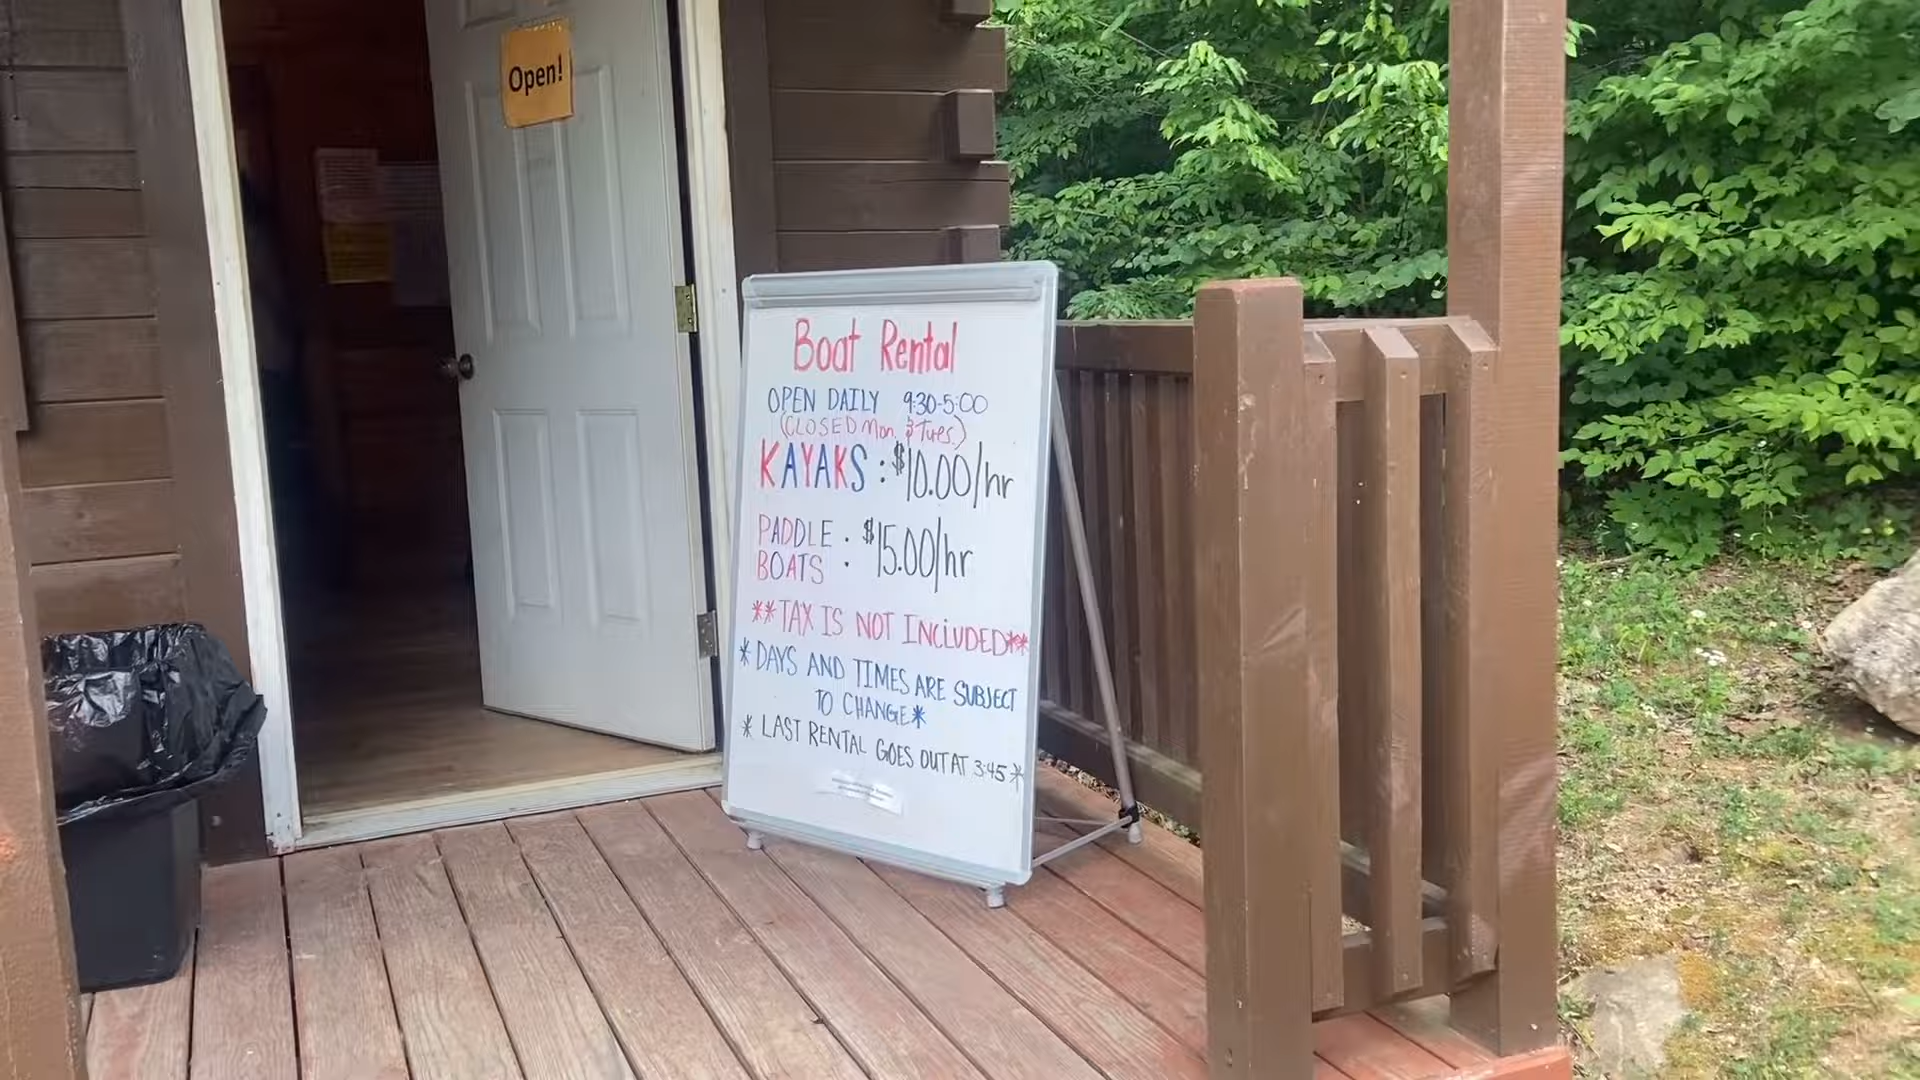 Open!
Boat Rental
OPEN DAILY 9:30-5:00
(CLOSED Mon. & Tues.)
KAYAKS : $10.00/hr
PADDLE BOATS : $15.00/hr
**TAX IS NOT INCLUDED**
*DAYS AND TIMES ARE SUBJECT
TO CHANGE*
* LAST RENTAL GOES OUT AT 3:45*